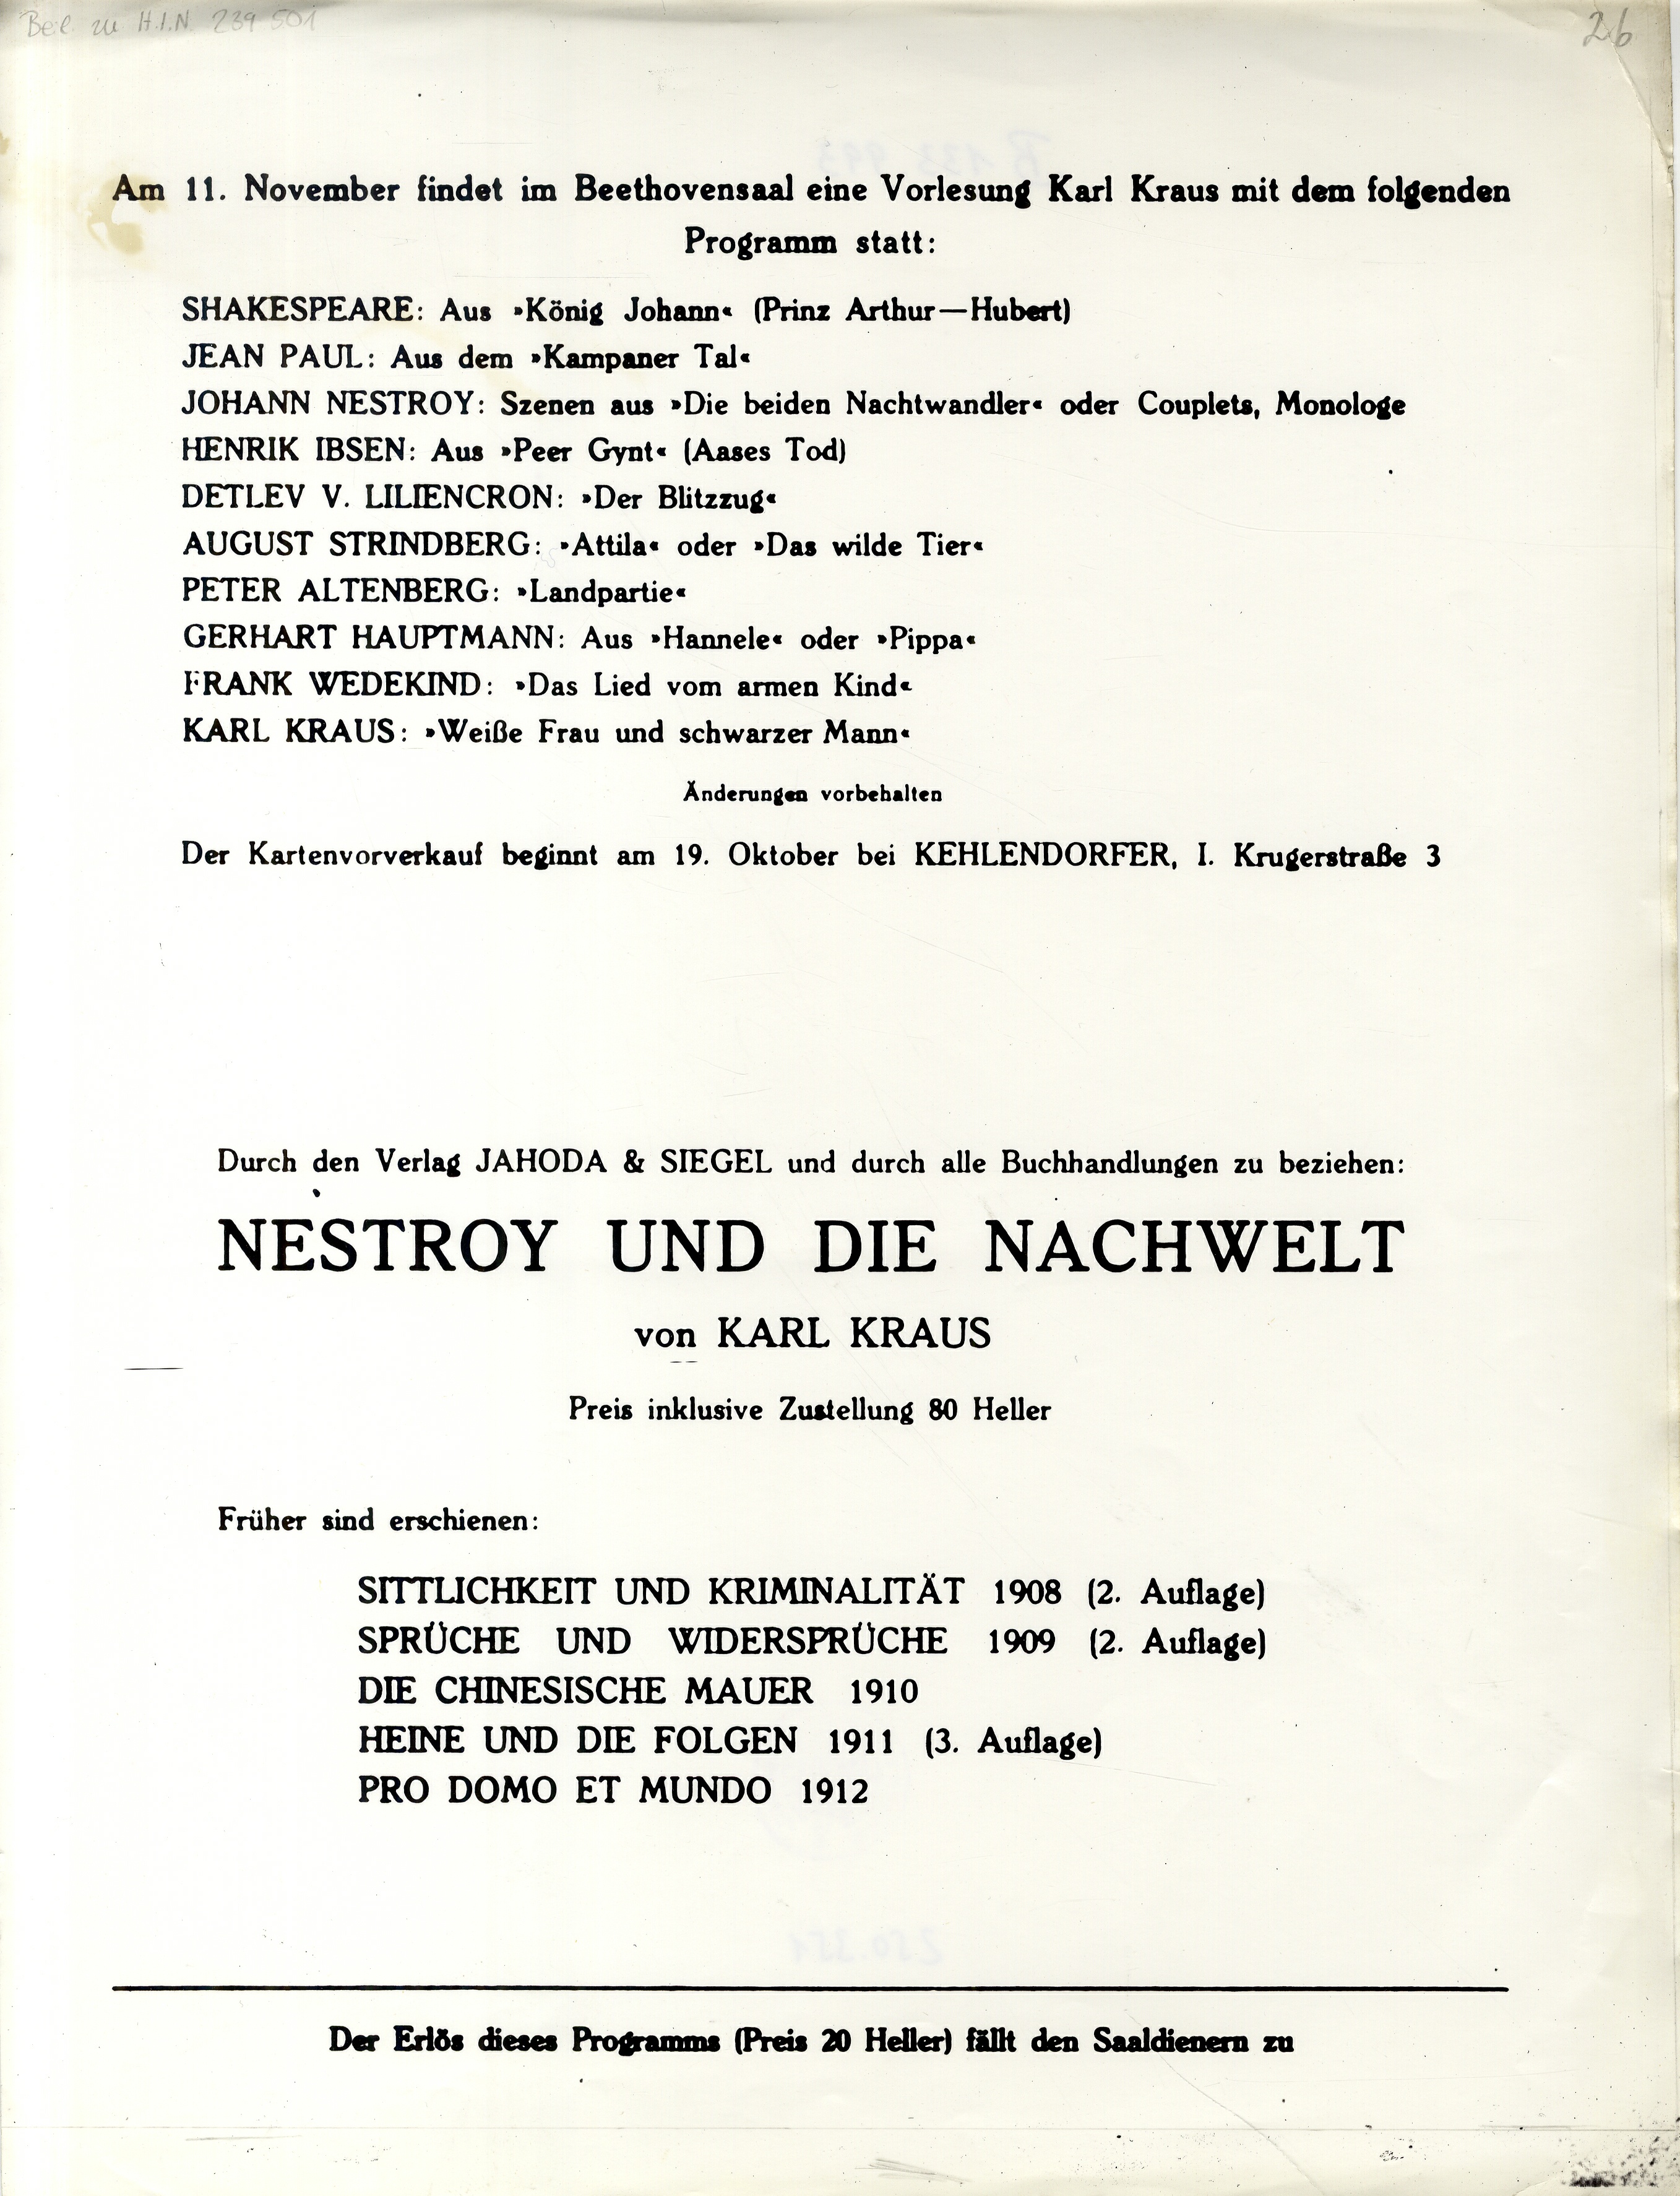 Beil. zu H.I.N. 239 501
26
Am 11. November findet im Beethovensaal eine Vorlesung Karl Kraus mit dem folgenden
Programm statt:
SHAKESPEARE: Aus »König Johann« (Prinz Arthur—Hubert)
JEAN PAUL: Aus dem »Kampaner Tal«
JOHANN NESTROY: Szenen aus »Die beiden Nachtwandler« oder Couplets, Monologe
HENRIK IBSEN: Aus »Peer Gynt« (Aases Tod)
DETLEV V. LILIENCRON: »Der Blitzzug«
AUGUST STRINDBERG: »Attila« oder »Das wilde Tier«
PETER ALTENBERG: »Landpartie«
GERHART HAUPTMANN: Aus »Hannele« oder »Pippa«
FRANK WEDEKIND: »Das Lied vom armen Kind«
KARL KRAUS: »Weiße Frau und schwarzer Mann«
Änderungen vorbehalten
Der Kartenvorverkauf beginnt am 19. Oktober bei KEHLENDORFER, I. Krugerstraße 3
Durch den Verlag JAHODA & SIEGEL und durch alle Buchhandlungen zu beziehen:
NESTROY UND DIE NACHWELT
von KARL KRAUS
Preis inklusive Zustellung 80 Heller
Früher sind erschienen:
SITTLICHKEIT UND KRIMINALITÄT 1908 (2. Auflage)
SPRÜCHE UND WIDERSPRÜCHE 1909 (2. Auflage)
DIE CHINESISCHE MAUER 1910
HEINE UND DIE FOLGEN 1911 (3. Auflage)
PRO DOMO ET MUNDO 1912
Der Erlös dieses Programms (Preis 20 Heller) fällt den Saaldienern zu